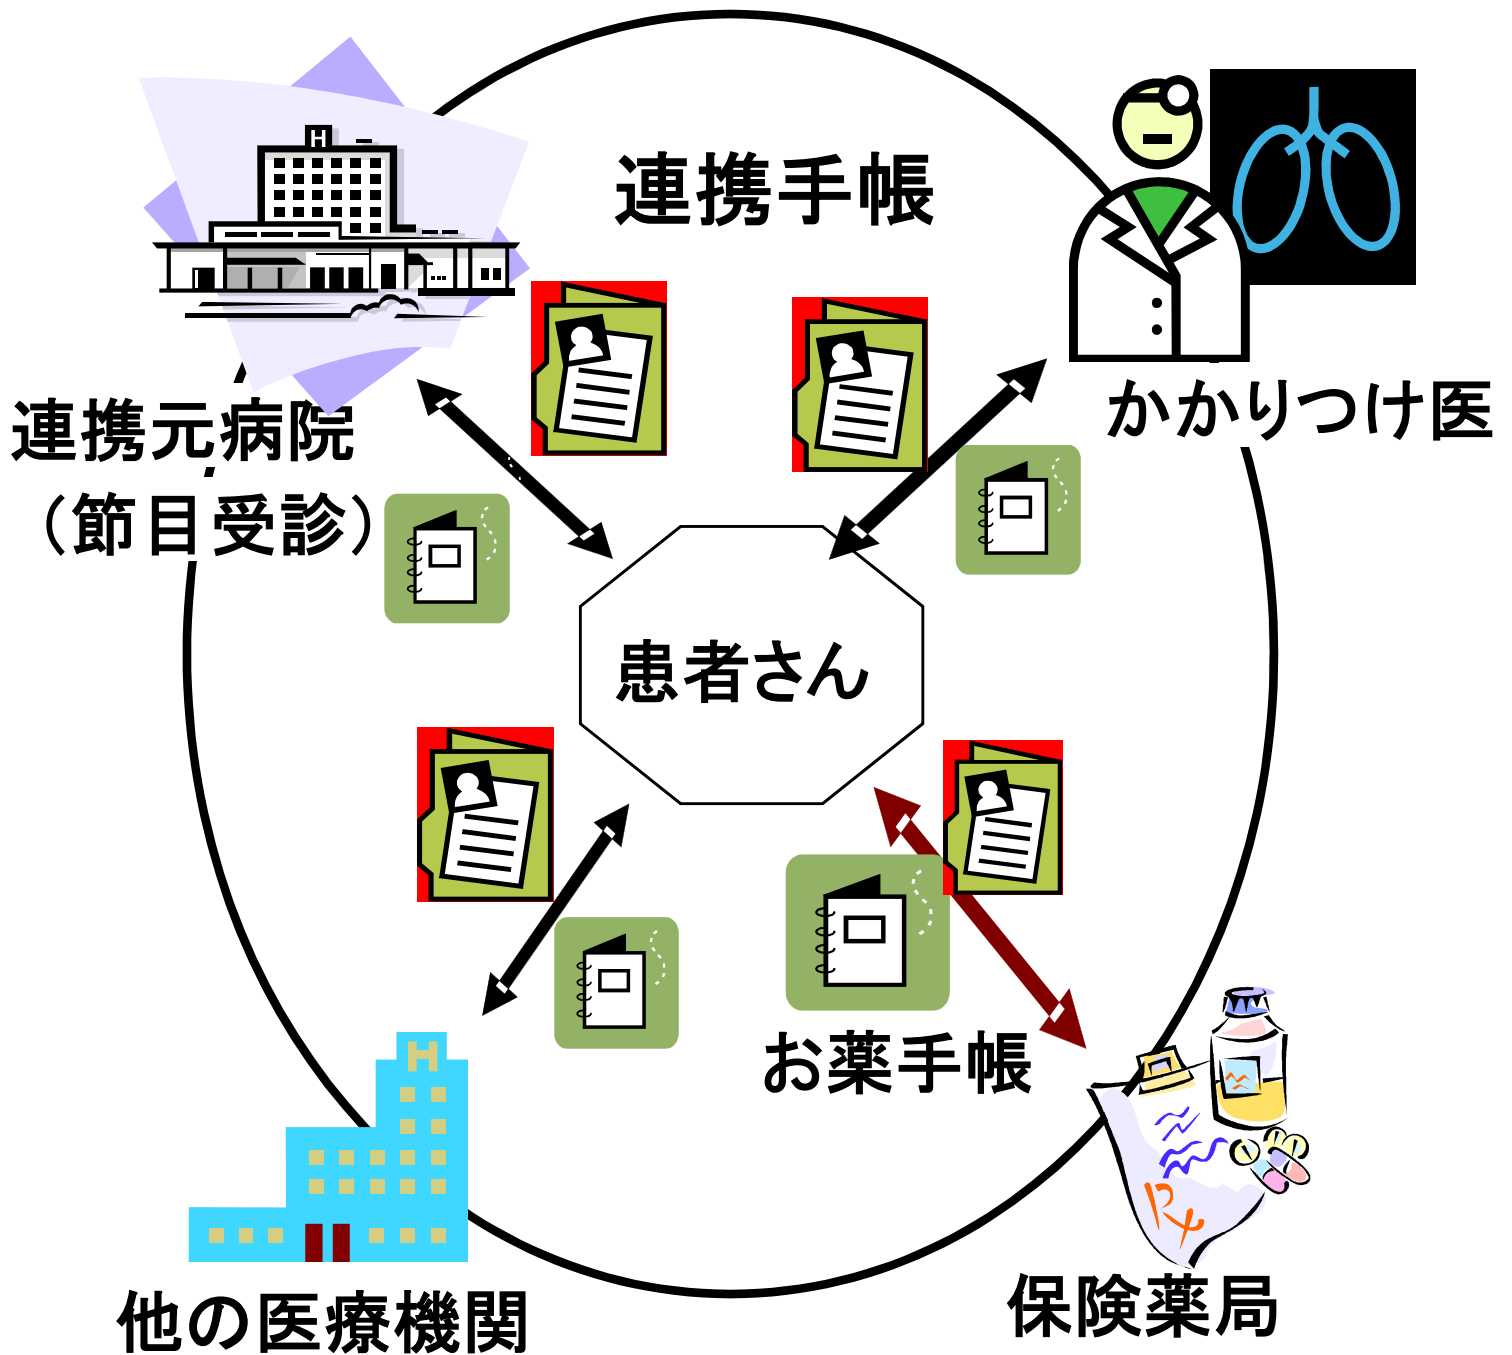 連携手帳
H
連携元病院
（節目受診）
かかりつけ医
患者さん
お薬手帳
H
Rx
他の医療機関
保険薬局